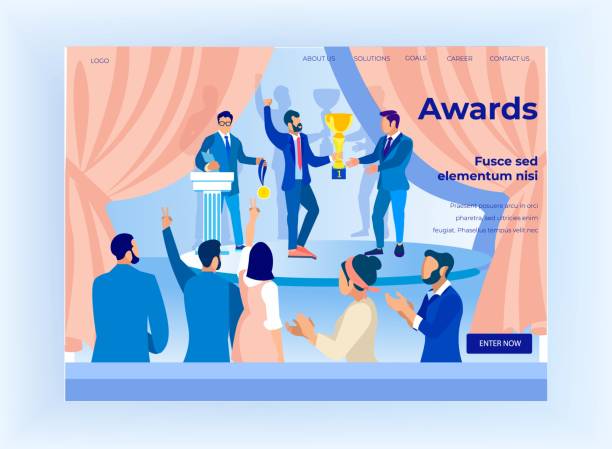 LOGO
ABOUT US SOLUTIONS GOALS CAREER CONTACT US
Awards
Fusce sed
elementum nisi
Praesent posuere arcu in orci
pharetra, sed ultricies enim
feugiat. Phasellus tempus velit nec
1
ENTER NOW